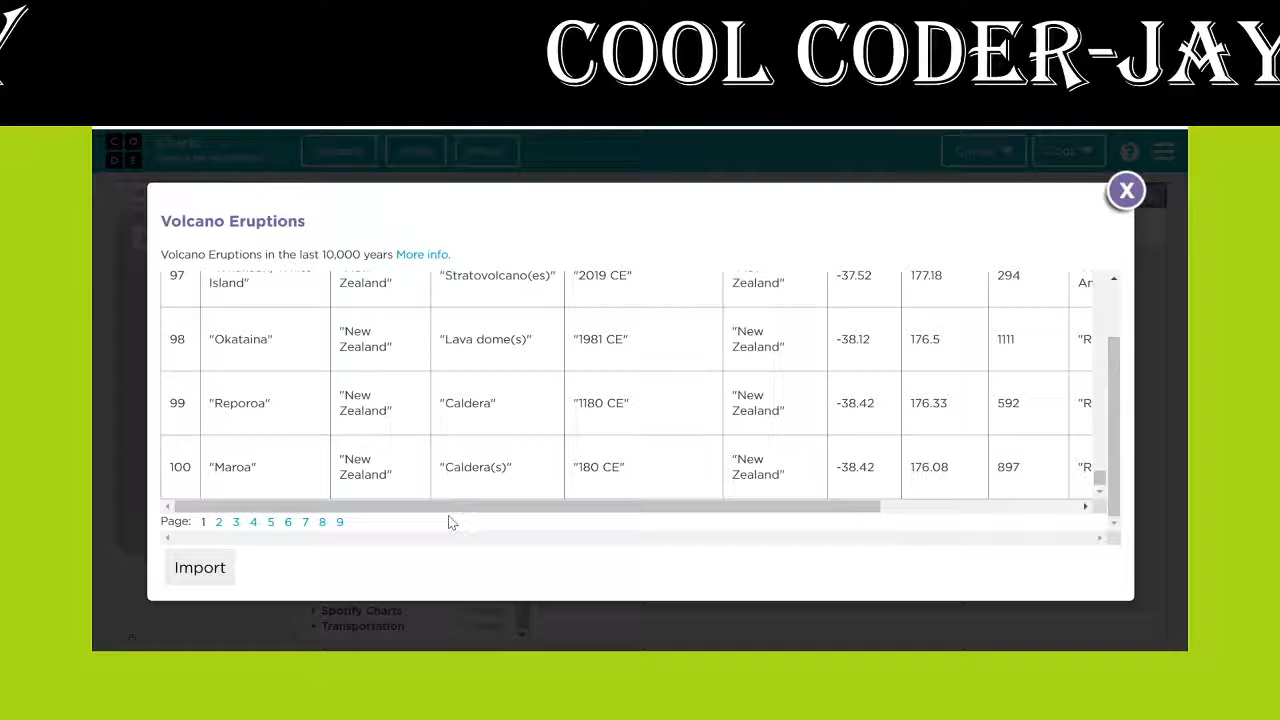 Y COOL CODER-JAY
CODE
Volcano Eruptions
X
Volcano Eruptions in the last 10,000 years More info.
97 Island" Zealand" "Stratovolcano(es)" "2019 CE" Zealand" -37.52 177.18 294
98 "Okataina" "New Zealand" "Lava dome(s)" "1981 CE" "New Zealand" -38.12 176.5 1111 "R
99 "Reporoa" "New Zealand" "Caldera" "1180 CE" "New Zealand" -38.42 176.33 592 "R
100 "Maroa" "New Zealand" "Caldera(s)" "180 CE" "New Zealand" -38.42 176.08 897 "R
Page: 1 2 3 4 5 6 7 8 9
Import
Spotify Charts
Transportation